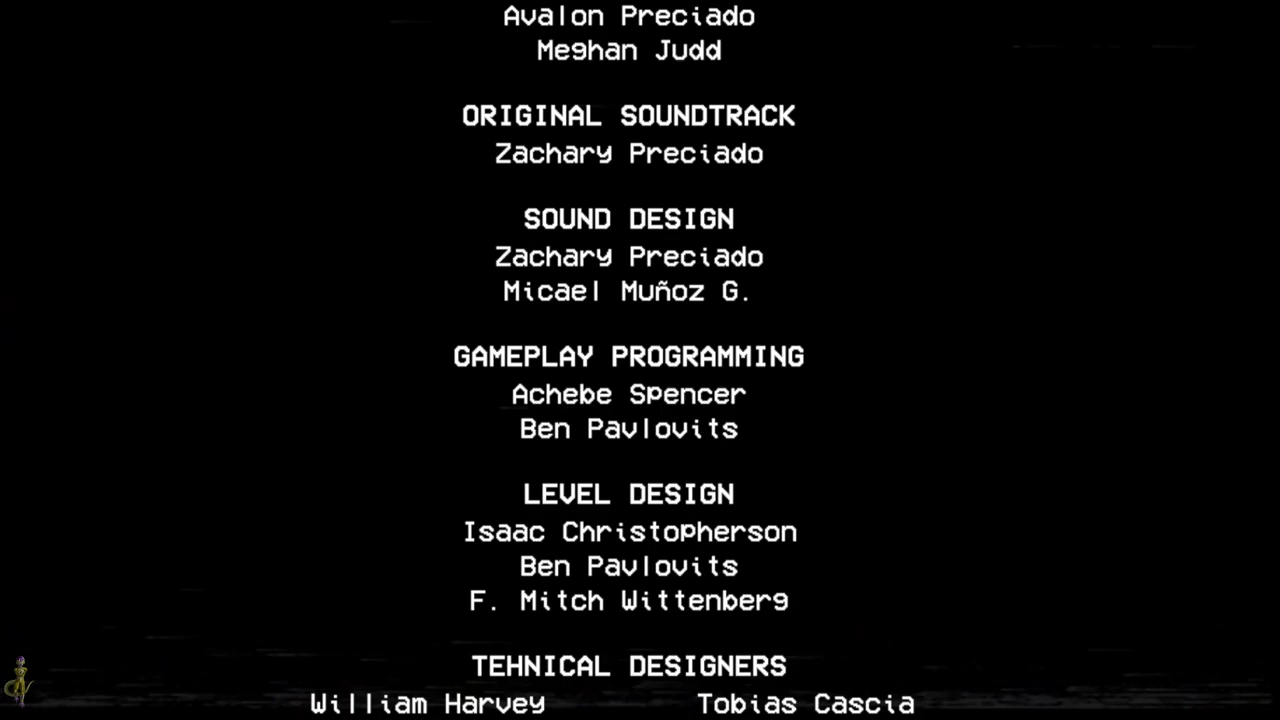 Avalon Preciado
Meghan Judd
ORIGINAL SOUNDTRACK
Zachary Preciado
SOUND DESIGN
Zachary Preciado
Micael Muñoz G.
GAMEPLAY PROGRAMMING
Achebe Spencer
Ben Pavlovits
LEVEL DESIGN
Isaac Christopherson
Ben Pavlovits
F. Mitch Wittenberg
TEHNICAL DESIGNERS
William Harvey Tobias Cascia